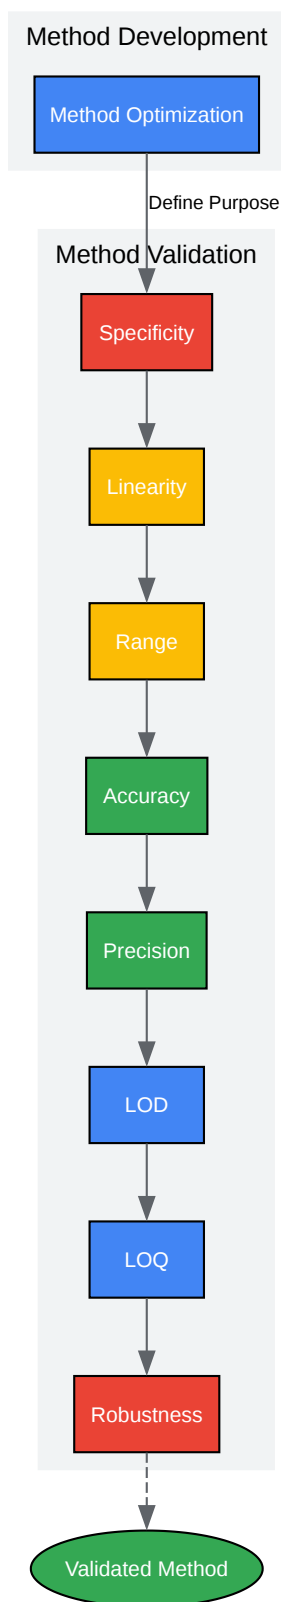 Method Development
Method Optimization
Define Purpose
Method Validation
Specificity
Linearity
Range
Accuracy
Precision
LOD
LOQ
Robustness
Validated Method